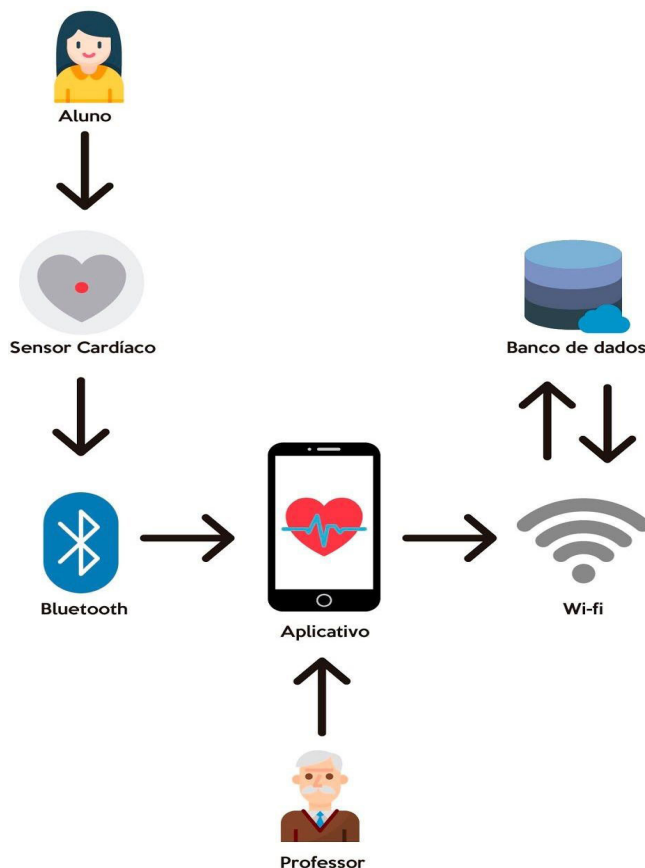 Aluno
Sensor Cardíaco
Banco de dados
Bluetooth
Aplicativo
Wi-fi
Professor